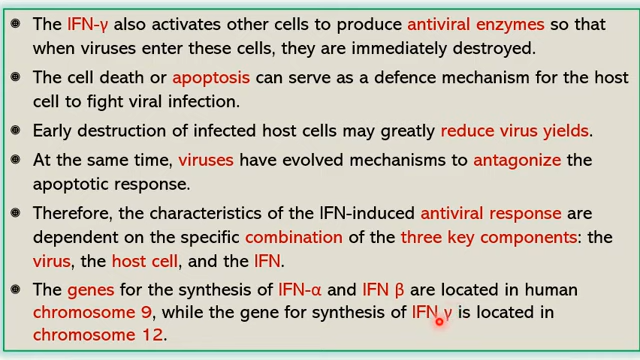 The IFN-γ also activates other cells to produce antiviral enzymes so that
when viruses enter these cells, they are immediately destroyed.
The cell death or apoptosis can serve as a defence mechanism for the host
cell to fight viral infection.
Early destruction of infected host cells may greatly reduce virus yields.
At the same time, viruses have evolved mechanisms to antagonize the
apoptotic response.
Therefore, the characteristics of the IFN-induced antiviral response are
dependent on the specific combination of the three key components: the
virus, the host cell, and the IFN.
The genes for the synthesis of IFN-α and IFN β are located in human
chromosome 9, while the gene for synthesis of IFN γ is located in
chromosome 12.